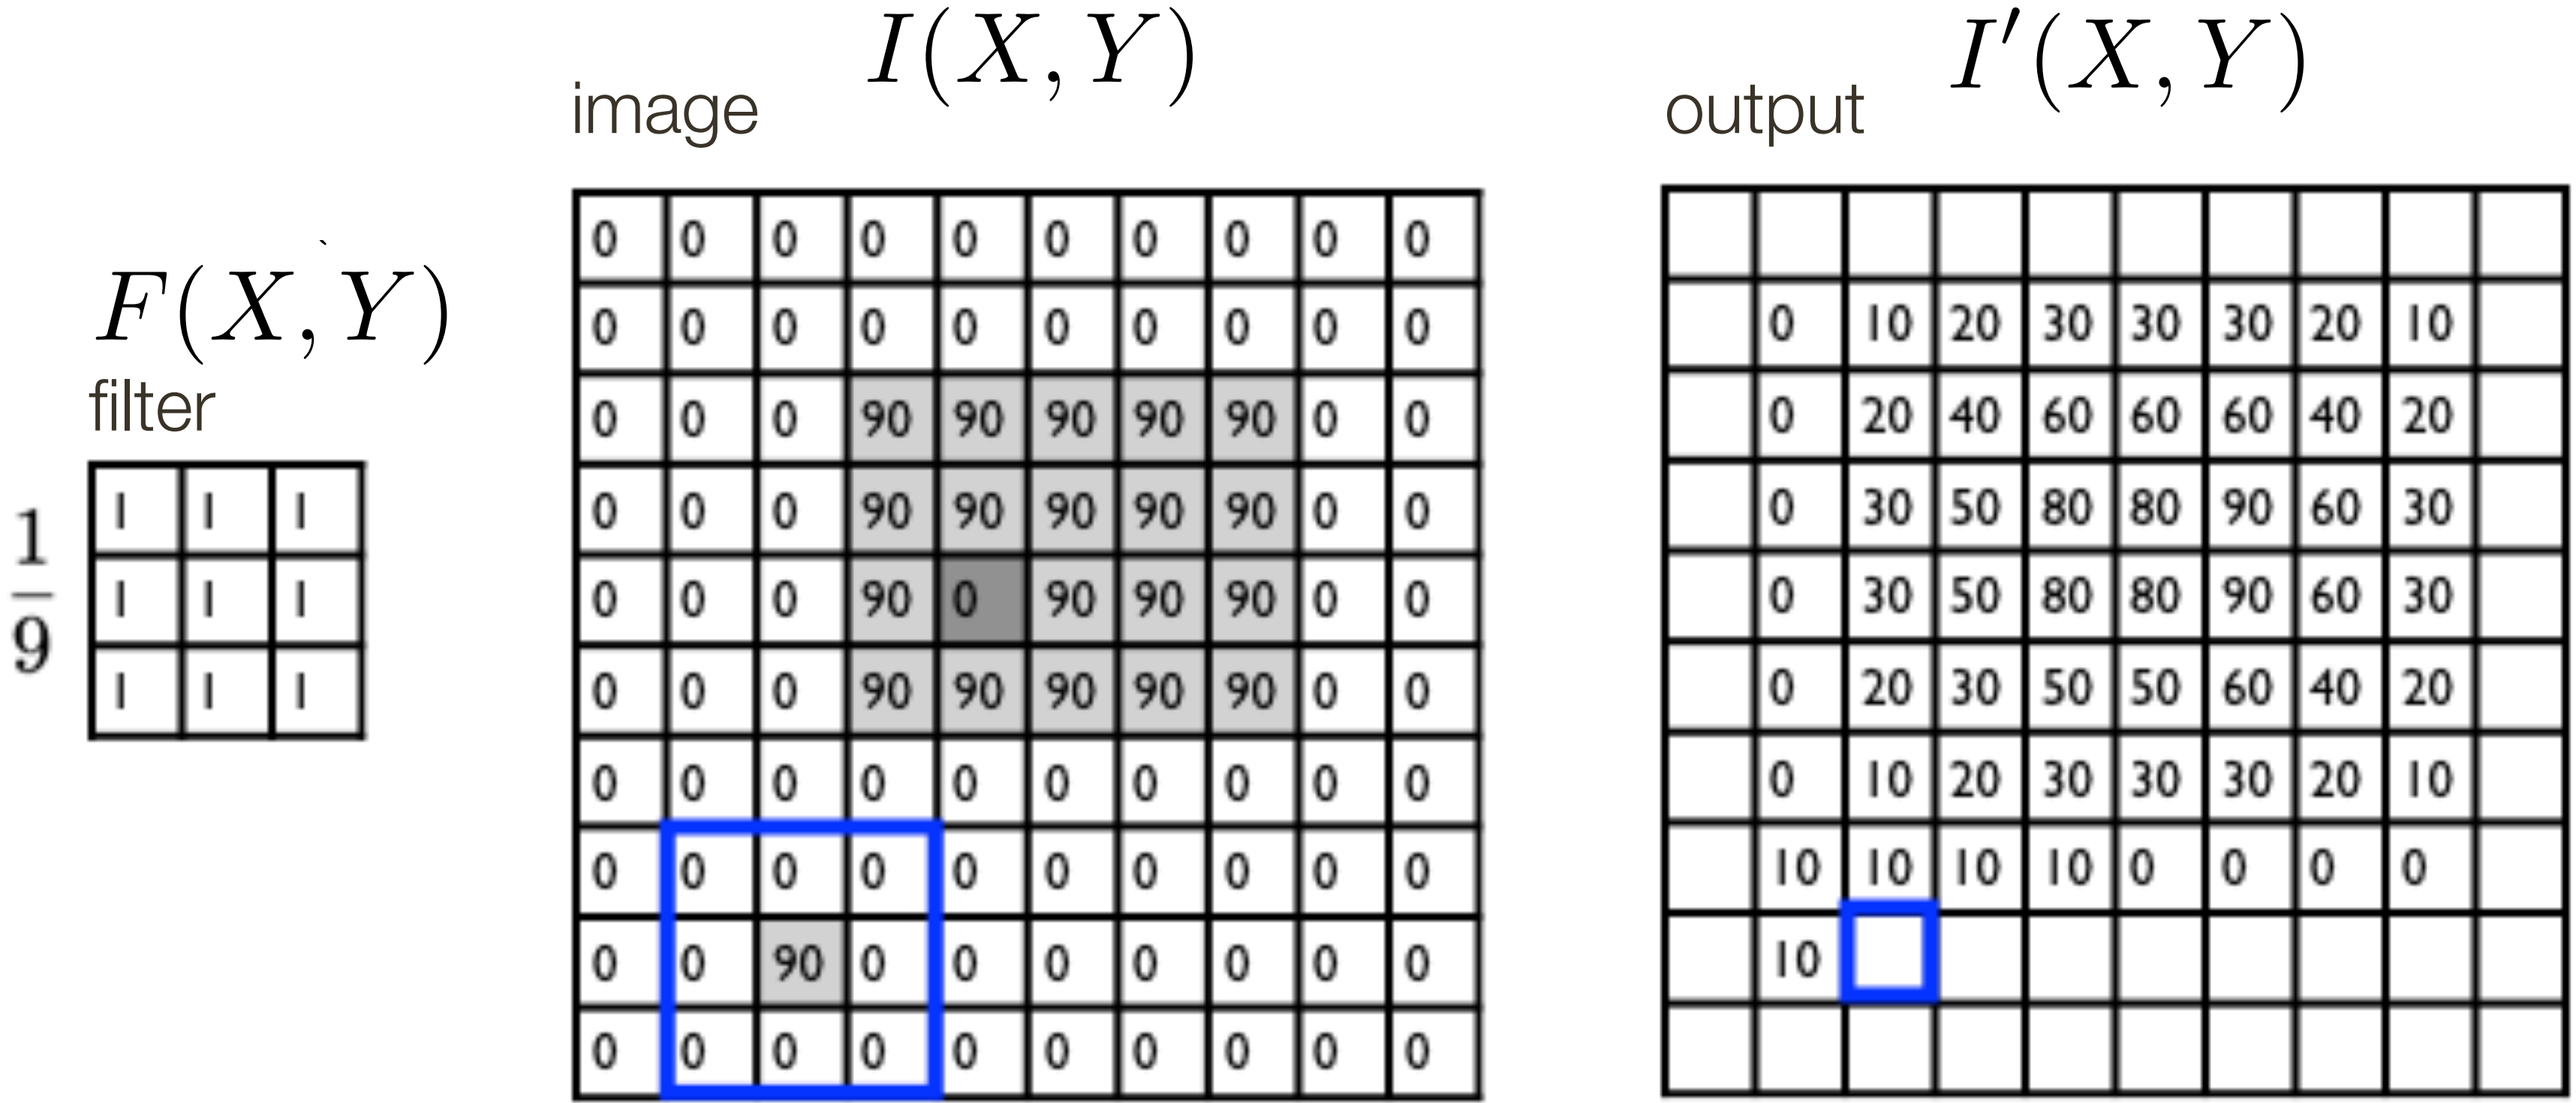 I(X, Y)
image
I′(X, Y)
output
F(X, Y)
filter
1/9
1 1 1
1 1 1
1 1 1
0 0 0 0 0 0 0 0 0 0
0 0 0 0 0 0 0 0 0 0
0 0 0 90 90 90 90 90 0 0
0 0 0 90 90 90 90 90 0 0
0 0 0 90 0 90 90 90 0 0
0 0 0 90 90 90 90 90 0 0
0 0 0 0 0 0 0 0 0 0
0 0 0 0 0 0 0 0 0 0
0 0 90 0 0 0 0 0 0 0
0 0 0 0 0 0 0 0 0 0
0 10 20 30 30 30 20 10
0 20 40 60 60 60 40 20
0 30 50 80 80 90 60 30
0 30 50 80 80 90 60 30
0 20 30 50 50 60 40 20
0 10 20 30 30 30 20 10
10 10 10 10 0 0 0 0
10